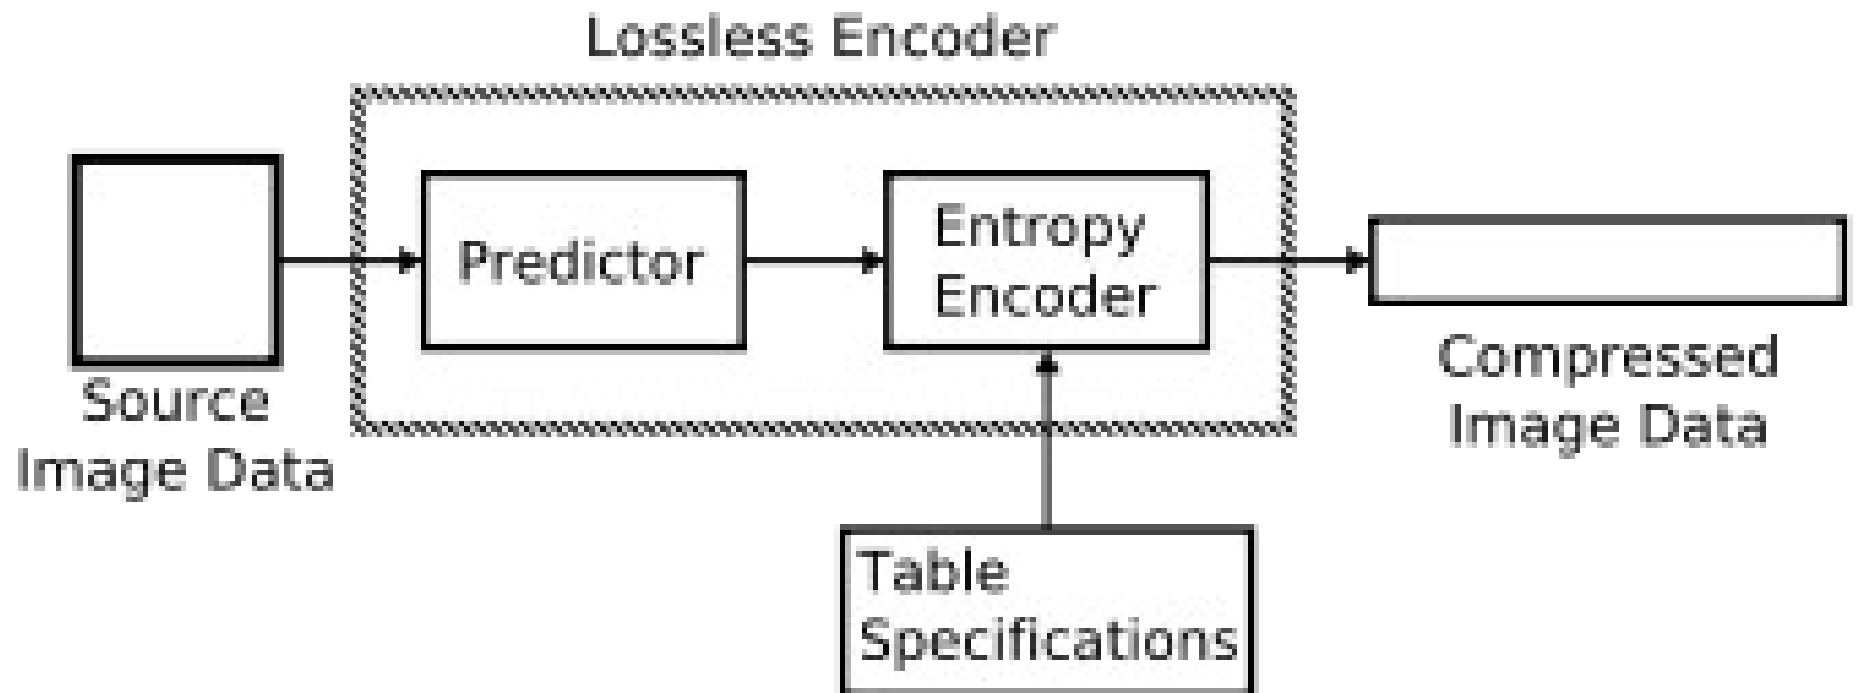 Lossless Encoder
Source
Image Data
Predictor
Entropy
Encoder
Compressed
Image Data
Table
Specifications